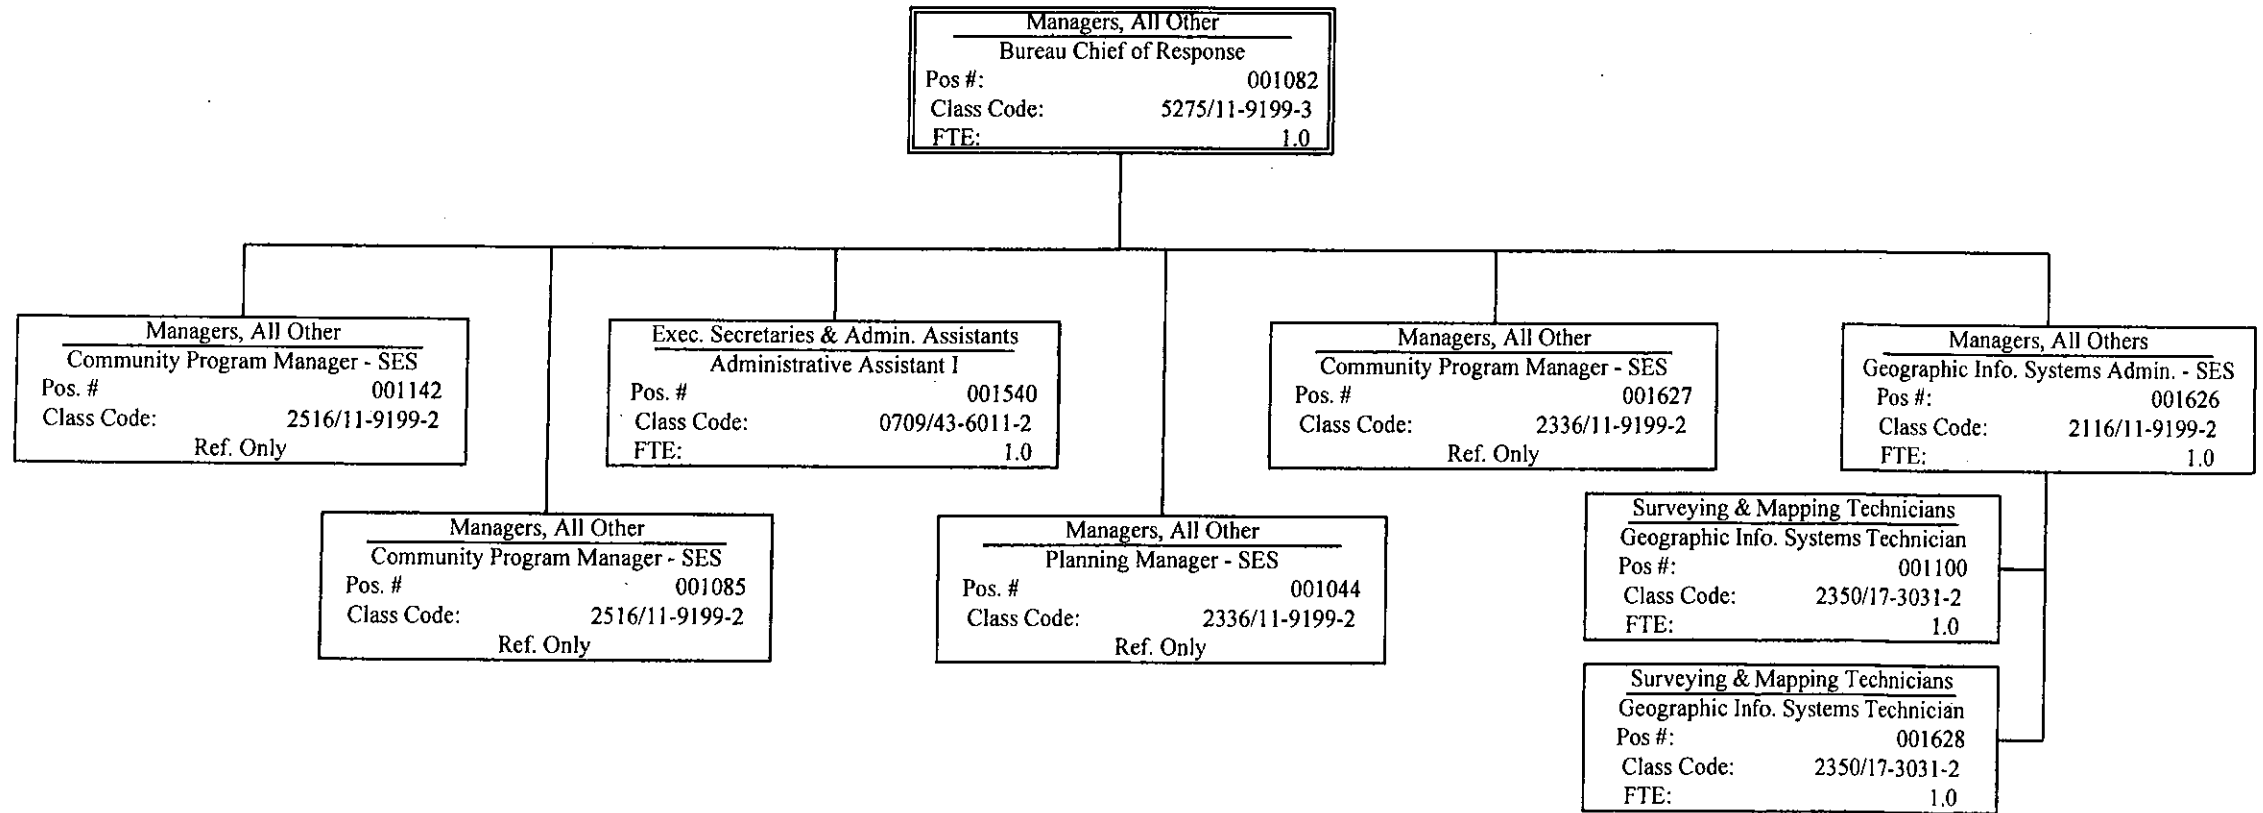 Managers, All Other
Bureau Chief of Response
Pos #: 001082
Class Code: 5275/11-9199-3
FTE: 1.0
Managers, All Other
Community Program Manager - SES
Pos. # 001142
Class Code: 2516/11-9199-2
Ref. Only
Exec. Secretaries & Admin. Assistants
Administrative Assistant I
Pos. # 001540
Class Code: 0709/43-6011-2
FTE: 1.0
Managers, All Other
Community Program Manager - SES
Pos. # 001627
Class Code: 2336/11-9199-2
Ref. Only
Managers, All Others
Geographic Info. Systems Admin. - SES
Pos #: 001626
Class Code: 2116/11-9199-2
FTE: 1.0
Managers, All Other
Community Program Manager - SES
Pos. # 001085
Class Code: 2516/11-9199-2
Ref. Only
Managers, All Other
Planning Manager - SES
Pos. # 001044
Class Code: 2336/11-9199-2
Ref. Only
Surveying & Mapping Technicians
Geographic Info. Systems Technician
Pos #: 001100
Class Code: 2350/17-3031-2
FTE: 1.0
Surveying & Mapping Technicians
Geographic Info. Systems Technician
Pos #: 001628
Class Code: 2350/17-3031-2
FTE: 1.0